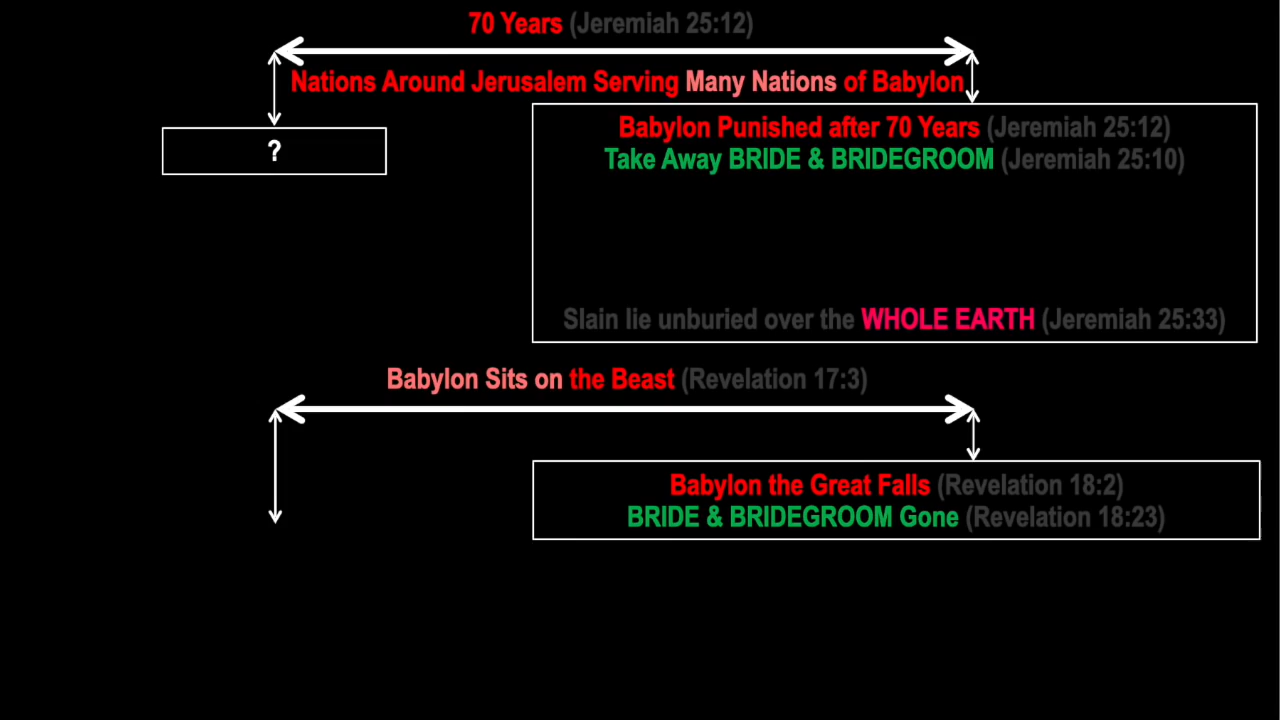 70 Years (Jeremiah 25:12)
Nations Around Jerusalem Serving Many Nations of Babylon
?
Babylon Punished after 70 Years (Jeremiah 25:12)
Take Away BRIDE & BRIDEGROOM (Jeremiah 25:10)
Slain lie unburied over the WHOLE EARTH (Jeremiah 25:33)
Babylon Sits on the Beast (Revelation 17:3)
Babylon the Great Falls (Revelation 18:2)
BRIDE & BRIDEGROOM Gone (Revelation 18:23)